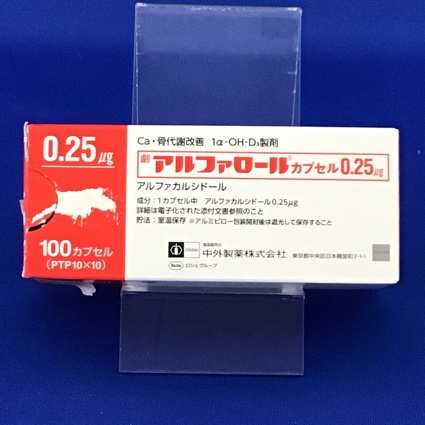 0.25μg
100カプセル
(PTP10×10)
Ca・骨代謝改善 1α-OH-D₃製剤
劇 アルファロール®カプセル0.25μg
アルファカルシドール
成分：1カプセル中 アルファカルシドール0.25μg
詳細は電子化された添付文書参照のこと
貯法：室温保存 ※アルミピロー包装開封後は遮光して保存すること
製造販売元
CHUGAI 中外製薬株式会社 東京都中央区日本橋室町2-1-1
Roche ロシュ グループ